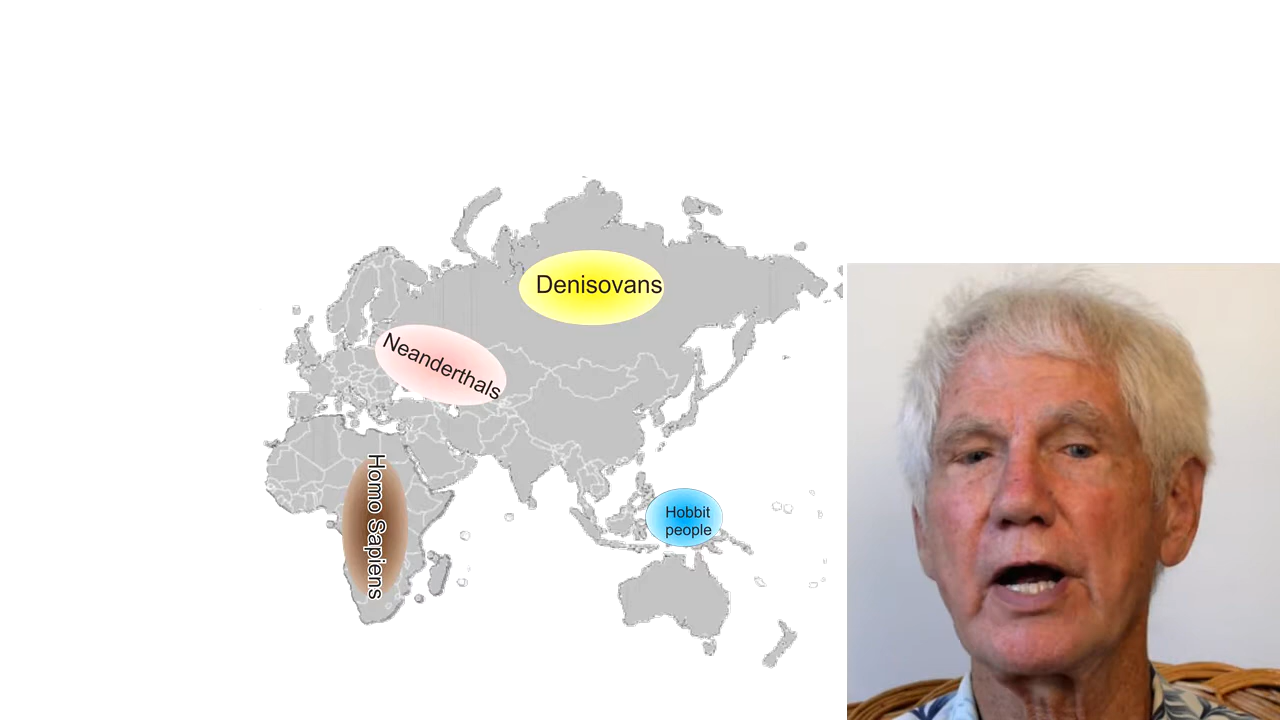 Denisovans
Neanderthals
Homo Sapiens
Hobbit
people